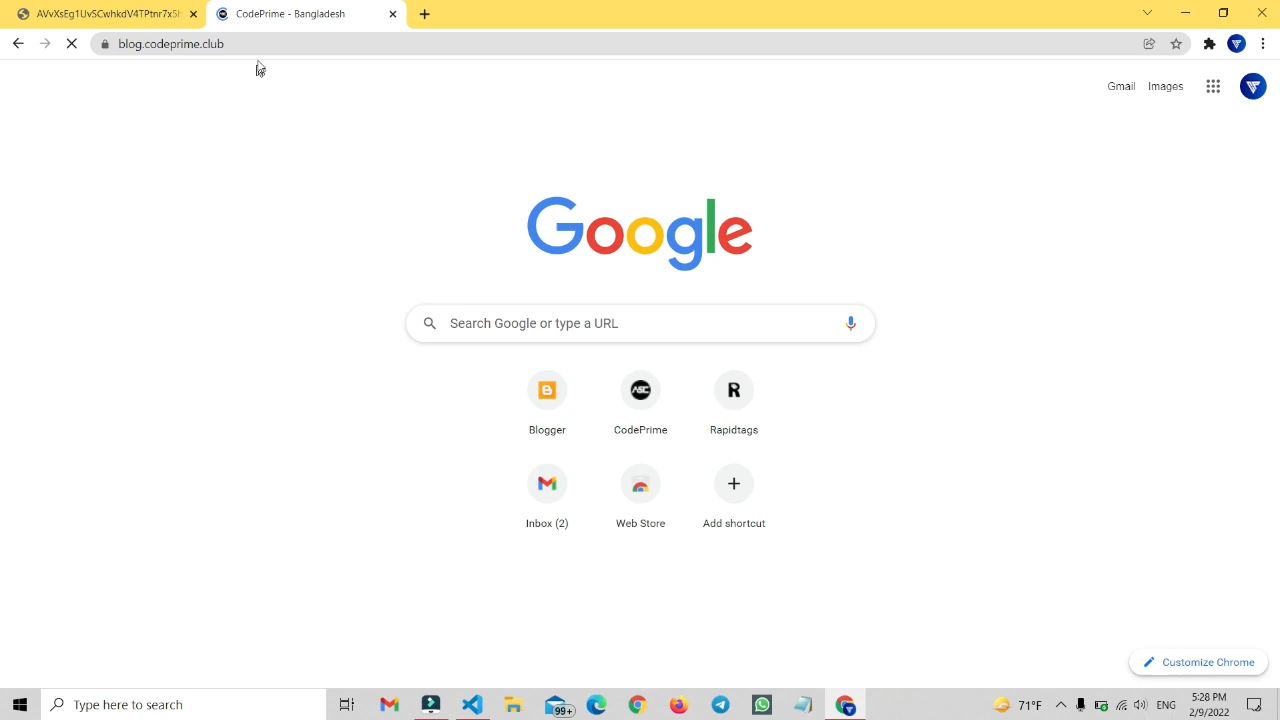 AVvXsEg1UvSCwhkdV4TPtnr7xSh
CodePrime - Bangladesh
blog.codeprime.club
Gmail
Images
Google
Search Google or type a URL
Blogger
CodePrime
Rapidtags
Inbox (2)
Web Store
Add shortcut
Customize Chrome
Type here to search
99+
71°F
ENG
5:28 PM
2/9/2022